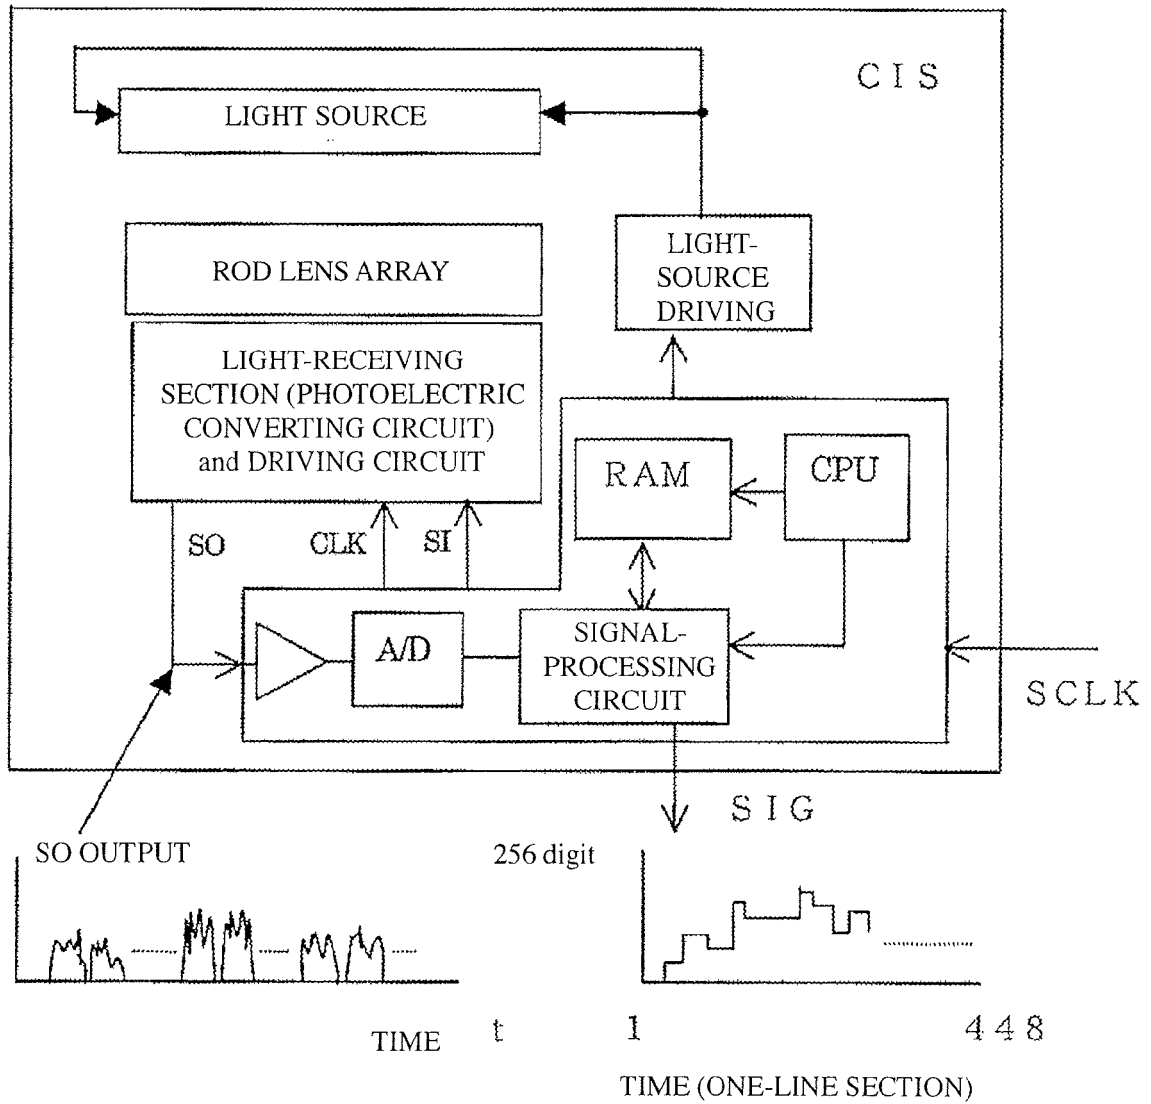 CIS
LIGHT SOURCE
ROD LENS ARRAY
LIGHT-
SOURCE
DRIVING
LIGHT-RECEIVING
SECTION (PHOTOELECTRIC
CONVERTING CIRCUIT)
and DRIVING CIRCUIT
RAM
CPU
SO
CLK
SI
A/D
SIGNAL-
PROCESSING
CIRCUIT
SCLK
SIG
SO OUTPUT
256 digit
TIME t
1 448
TIME (ONE-LINE SECTION)